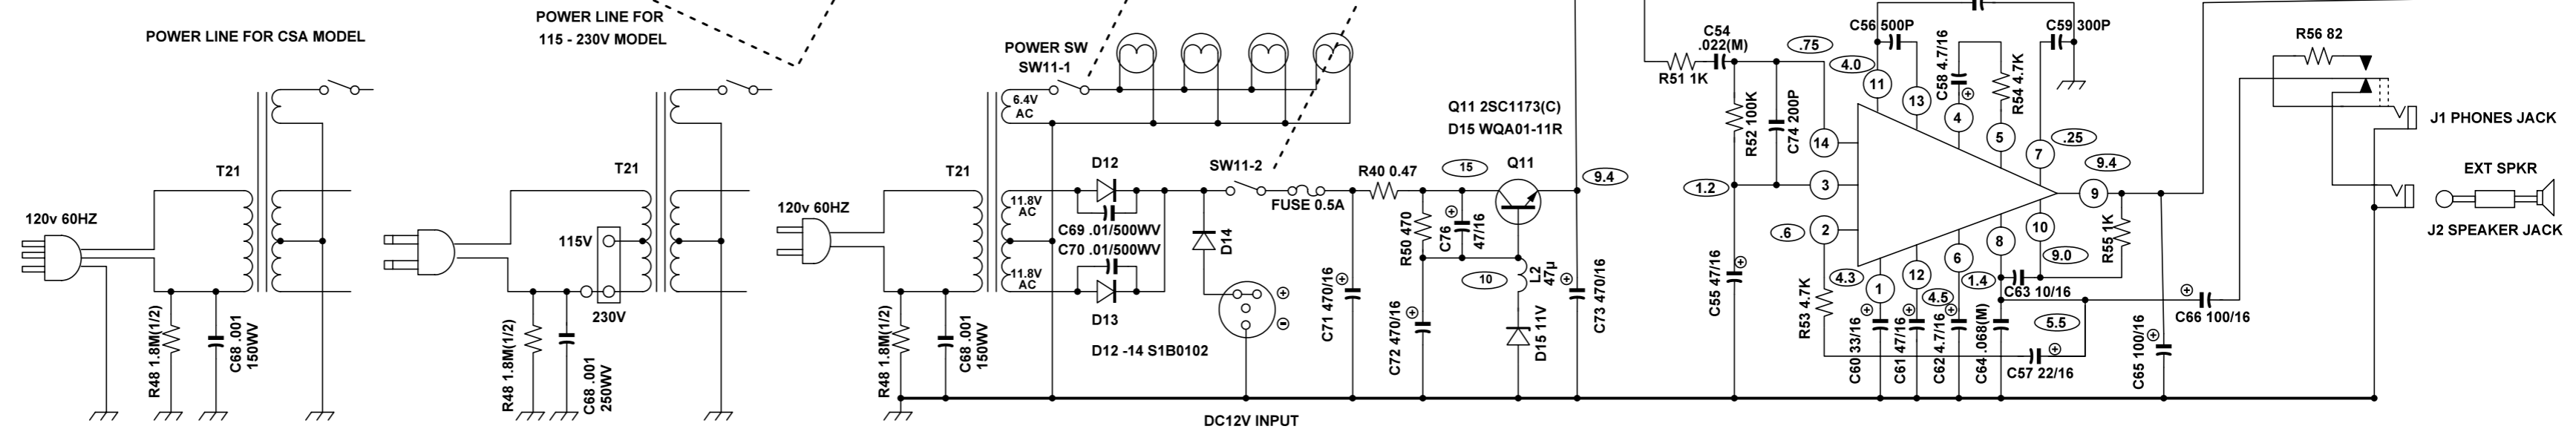 POWER LINE FOR CSA MODEL
T21
120v 60HZ
R48 1.8M(1/2)
C68 .001
150WV
POWER LINE FOR
115 - 230V MODEL
T21
115V
230V
R48 1.8M(1/2)
C68 .001
250WV
POWER SW
SW11-1
6.4V
AC
T21
120v 60HZ
11.8V
AC
11.8V
AC
D12
C69 .01/500WV
C70 .01/500WV
D13
D12 -14 S1B0102
R48 1.8M(1/2)
C68 .001
150WV
SW11-2
D14
FUSE 0.5A
DC12V INPUT
R40 0.47
C71 470/16
R50 470
C76
47/16
C72 470/16
15
10
Q11 2SC1173(C)
D15 WQA01-11R
Q11
L2
47µ
D15 11V
9.4
C73 470/16
R51 1K
C54
.022(M)
R52 100K
C74 200P
.75
1.2
.6
C55 47/16
R53 4.7K
C56 500P
4.0
11
13
C58 4.7/16
4
R54 4.7K
5
C59 300P
7
.25
14
3
2
9
9.4
10
9.0
8
6
12
1
4.3
4.5
1.4
R55 1K
C63 10/16
C60 33/16
C61 47/16
C62 4.7/16
C64 .068(M)
5.5
C57 22/16
C65 100/16
C66 100/16
R56 82
J1 PHONES JACK
EXT SPKR
J2 SPEAKER JACK